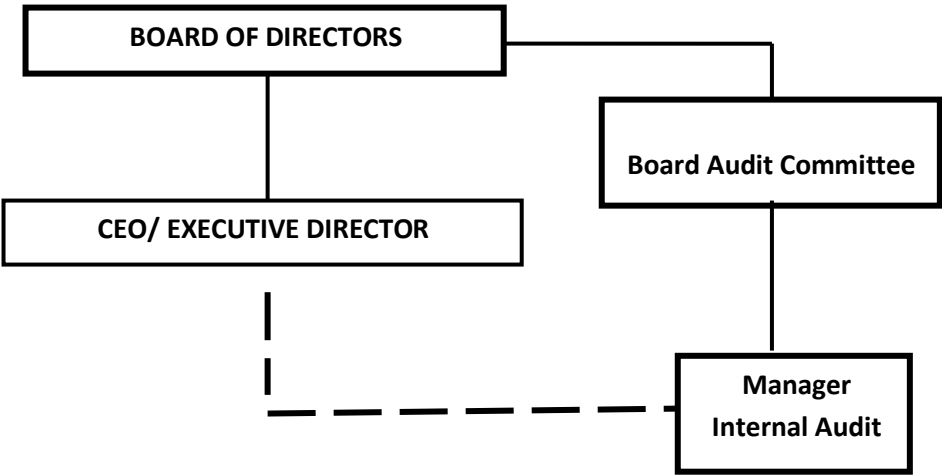 BOARD OF DIRECTORS
Board Audit Committee
CEO/ EXECUTIVE DIRECTOR
Manager
Internal Audit